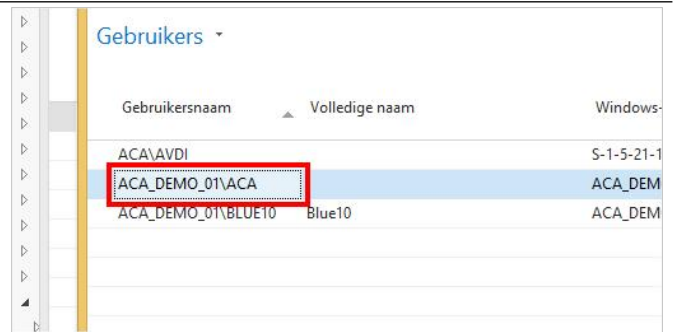 Gebruikers
Gebruikersnaam Volledige naam Windows-
ACA\AVDI S-1-5-21-1
ACA_DEMO_01\ACA ACA_DEM
ACA_DEMO_01\BLUE10 Blue10 ACA_DEM